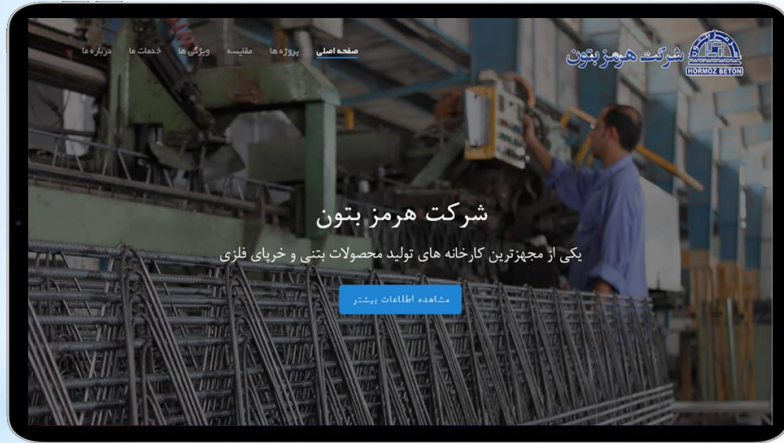 شرکت هرمز بتون
HORMOZ BETON
صفحه اصلی پروژه ها مقایسه ویژگی ها خدمات ما درباره ما
شرکت هرمز بتون
یکی از مجهزترین کارخانه های تولید محصولات بتنی و خرپای فلزی
مشاهده اطلاعات بیشتر